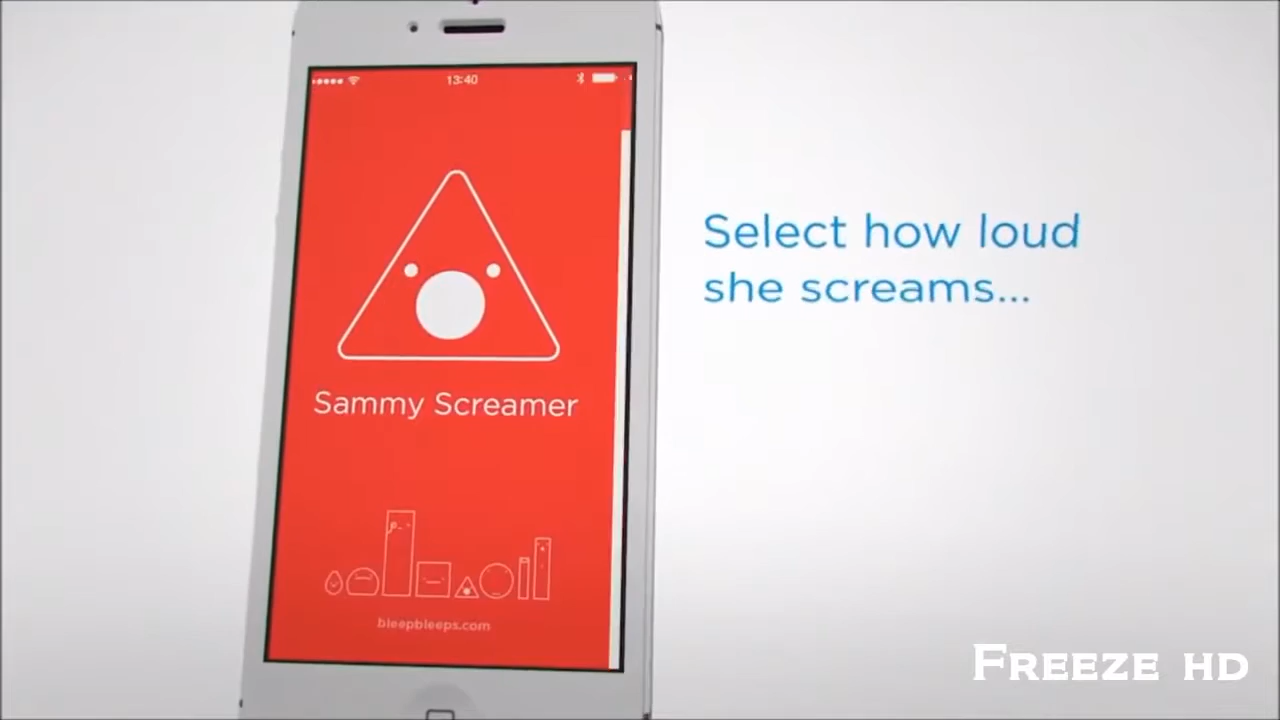 13:40
Select how loud
she screams...
Sammy Screamer
bleepbleeps.com
Freeze HD